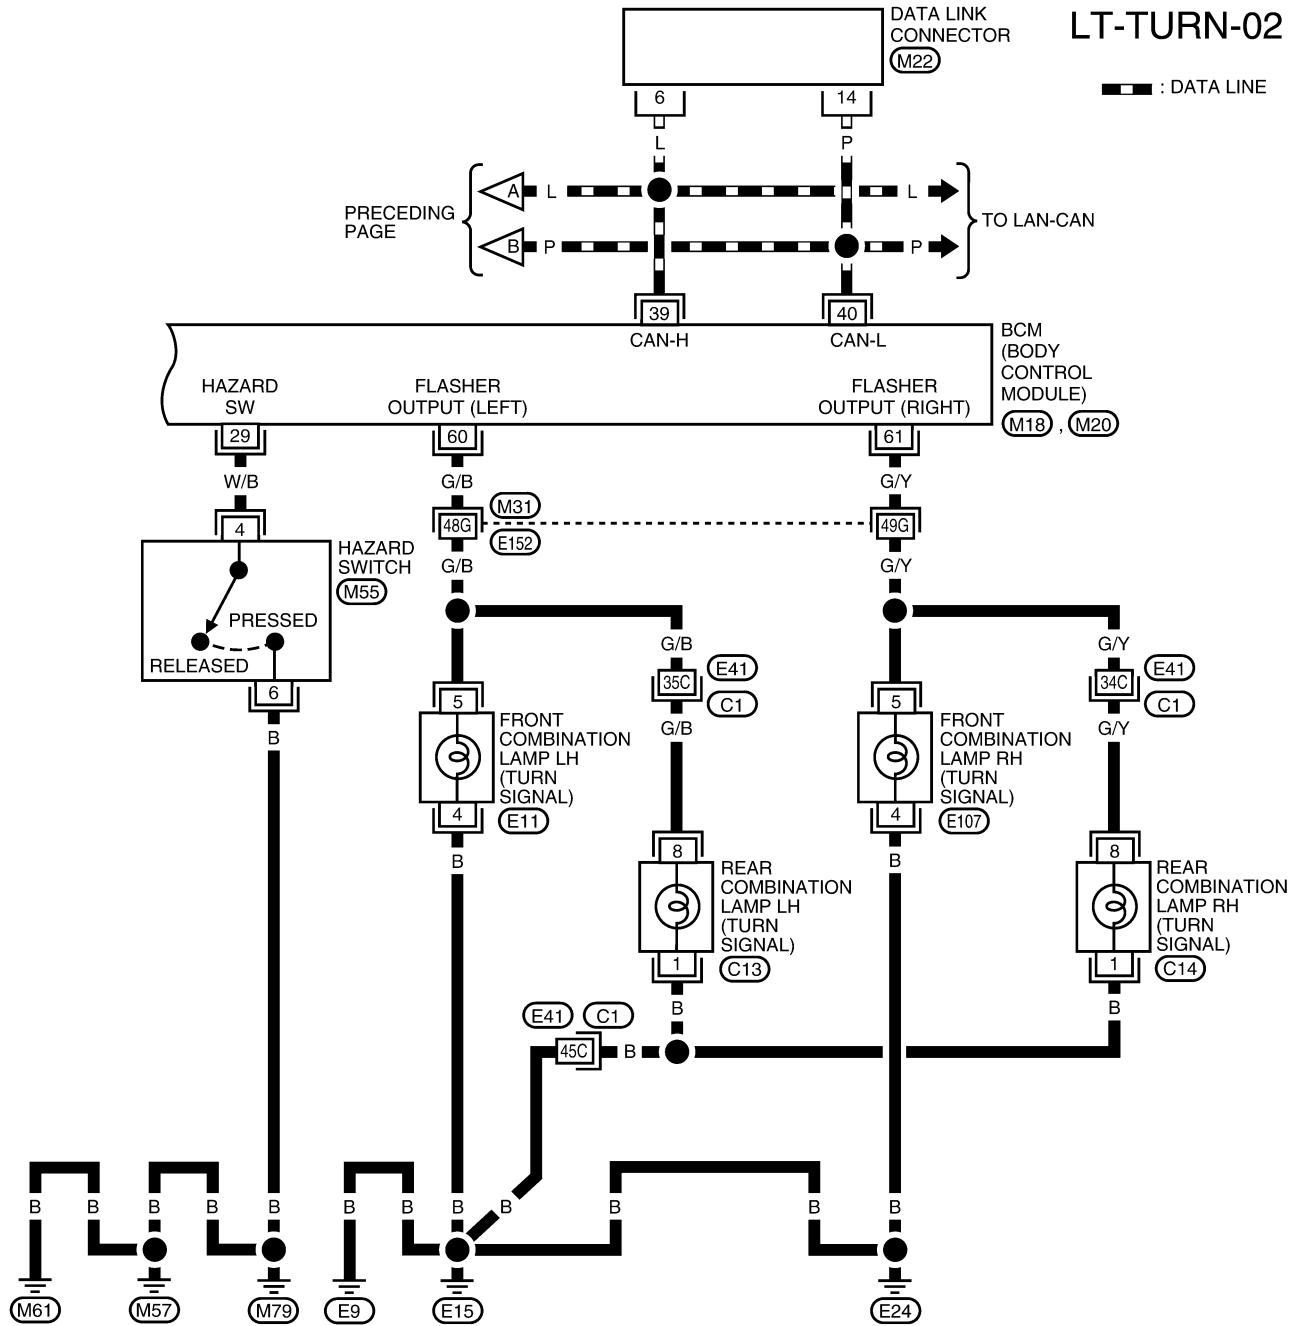 DATA LINK
CONNECTOR
M22
LT-TURN-02
: DATA LINE
6
14
L
P
PRECEDING
PAGE
A
L
L
B
P
P
TO LAN-CAN
39
40
CAN-H
CAN-L
BCM
(BODY
CONTROL
MODULE)
M18 , M20
HAZARD
SW
FLASHER
OUTPUT (LEFT)
FLASHER
OUTPUT (RIGHT)
29
60
61
W/B
G/B
G/Y
4
48G
M31
E152
49G
G/B
G/Y
HAZARD
SWITCH
M55
PRESSED
RELEASED
6
B
G/B
35C
E41
C1
G/B
G/Y
34C
E41
C1
G/Y
5
FRONT
COMBINATION
LAMP LH
(TURN
SIGNAL)
E11
4
B
5
FRONT
COMBINATION
LAMP RH
(TURN
SIGNAL)
E107
4
B
8
REAR
COMBINATION
LAMP LH
(TURN
SIGNAL)
C13
1
B
8
REAR
COMBINATION
LAMP RH
(TURN
SIGNAL)
C14
1
B
E41
C1
45C
B
B
B
B
B
B
B
B
B
B
B
B
B
M61
M57
M79
E9
E15
E24